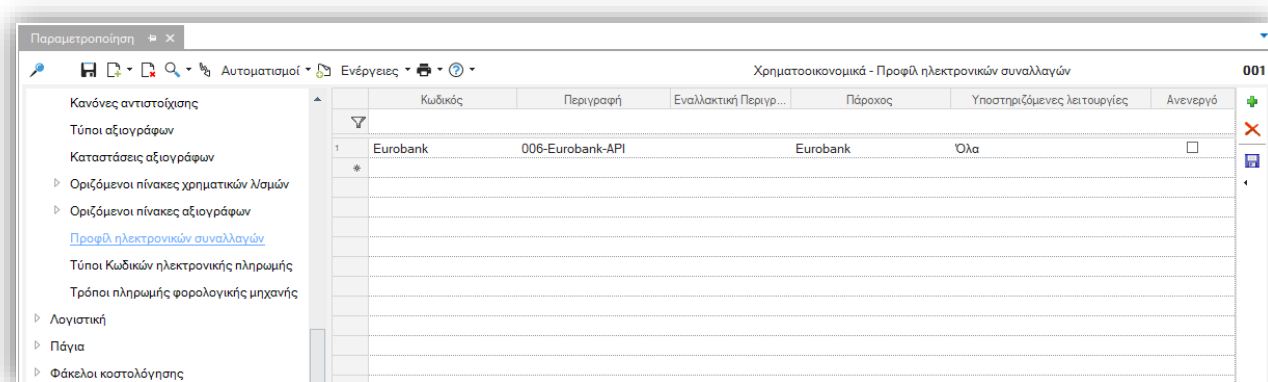 Παραμετροποίηση
Αυτοματισμοί Ενέργειες Χρηματοοικονομικά - Προφίλ ηλεκτρονικών συναλλαγών 001
Κανόνες αντιστοίχισης
Τύποι αξιογράφων
Καταστάσεις αξιογράφων
Οριζόμενοι πίνακες χρηματικών λ/σμών
Οριζόμενοι πίνακες αξιογράφων
Προφίλ ηλεκτρονικών συναλλαγών
Τύποι Κωδικών ηλεκτρονικής πληρωμής
Τρόποι πληρωμής φορολογικής μηχανής
Λογιστική
Πάγια
Φάκελοι κοστολόγησης
Κωδικός Περιγραφή Εναλλακτική Περιγρ... Πάροχος Υποστηριζόμενες λειτουργίες Ανενεργό
1 Eurobank 006-Eurobank-API Eurobank Όλα